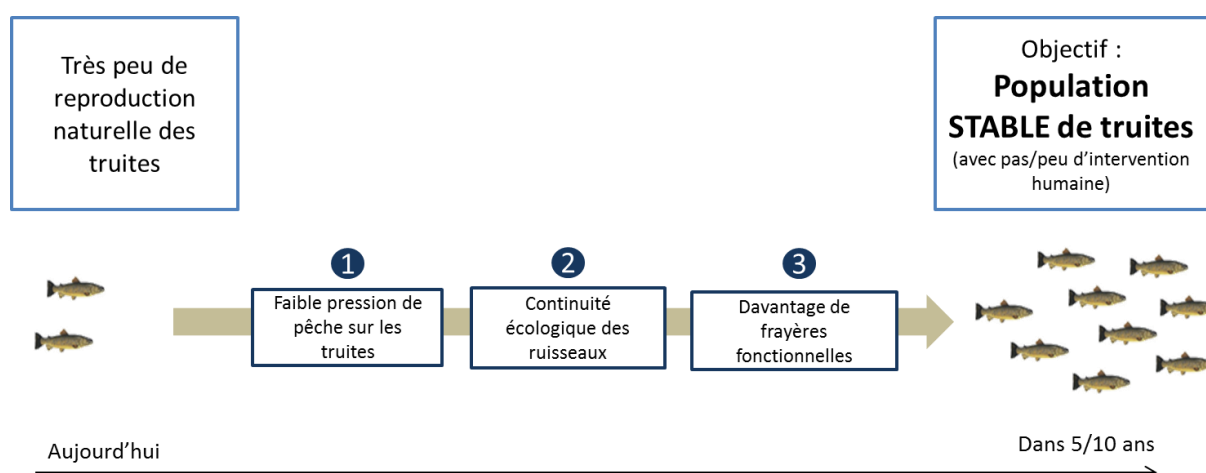 Très peu de
reproduction
naturelle des
truites
Objectif :
Population
STABLE de truites
(avec pas/peu d'intervention
humaine)
1
Faible pression de
pêche sur les
truites
2
Continuité
écologique des
ruisseaux
3
Davantage de
frayères
fonctionnelles
Aujourd'hui
Dans 5/10 ans